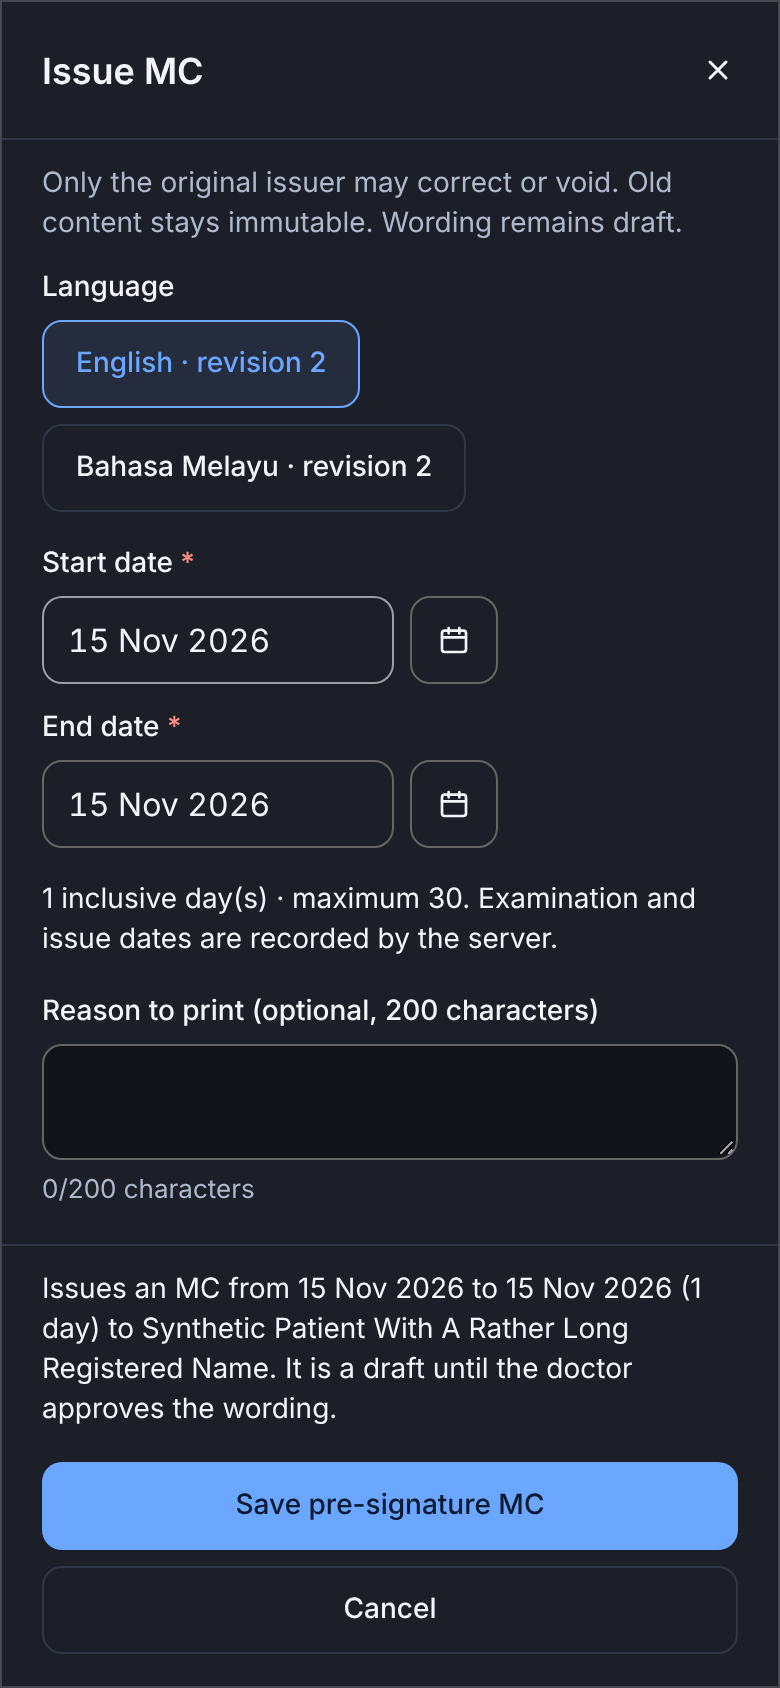 Issue MC
Only the original issuer may correct or void. Old
content stays immutable. Wording remains draft.
Language
English · revision 2
Bahasa Melayu · revision 2
Start date *
15 Nov 2026
End date *
15 Nov 2026
1 inclusive day(s) · maximum 30. Examination and
issue dates are recorded by the server.
Reason to print (optional, 200 characters)
0/200 characters
Issues an MC from 15 Nov 2026 to 15 Nov 2026 (1
day) to Synthetic Patient With A Rather Long
Registered Name. It is a draft until the doctor
approves the wording.
Save pre-signature MC
Cancel